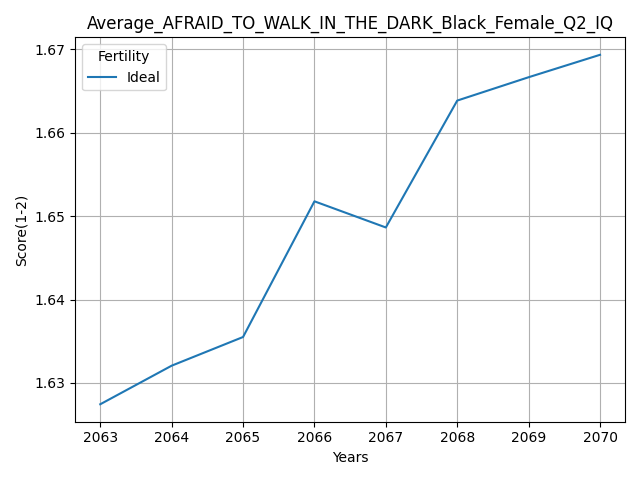 Average_AFRAID_TO_WALK_IN_THE_DARK_Black_Female_Q2_IQ
Fertility
Ideal
1.67
1.66
1.65
1.64
1.63
Score(1-2)
2063 2064 2065 2066 2067 2068 2069 2070
Years